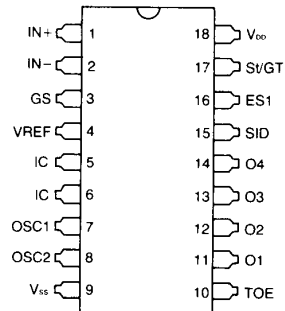 IN+ 1 18 VDD
IN− 2 17 St/GT
GS 3 16 ES1
VREF 4 15 SID
IC 5 14 O4
IC 6 13 O3
OSC1 7 12 O2
OSC2 8 11 O1
Vss 9 10 TOE